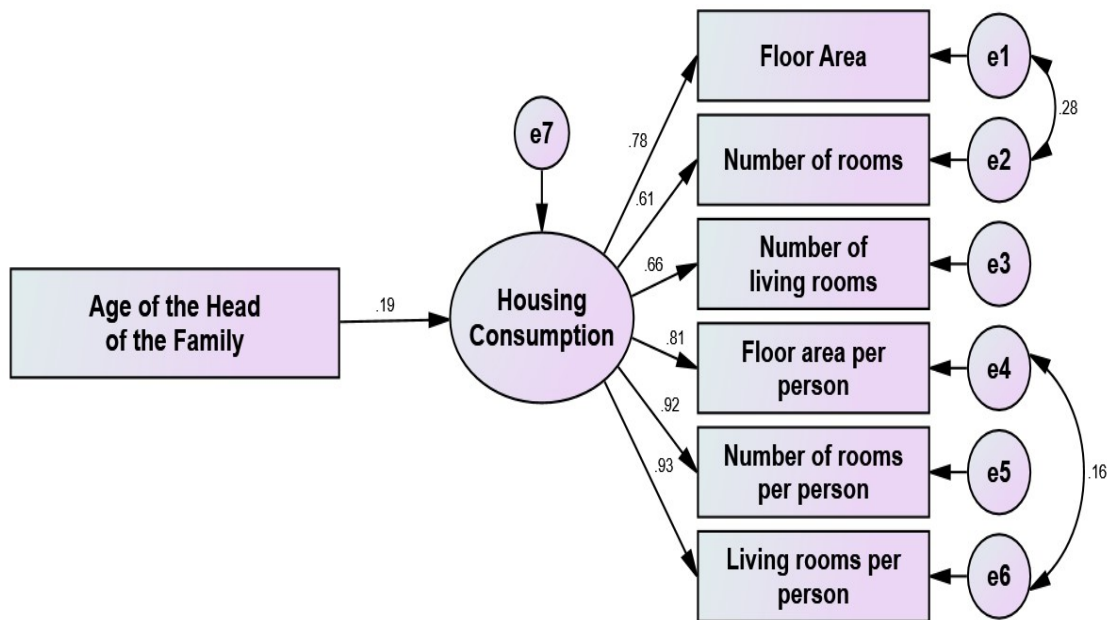 Floor Area
e1
.28
e7
.78
Number of rooms
e2
.61
Number of
living rooms
e3
.66
Age of the Head
of the Family
.19
Housing
Consumption
.81
Floor area per
person
e4
.92
Number of rooms
per person
e5
.16
.93
Living rooms per
person
e6